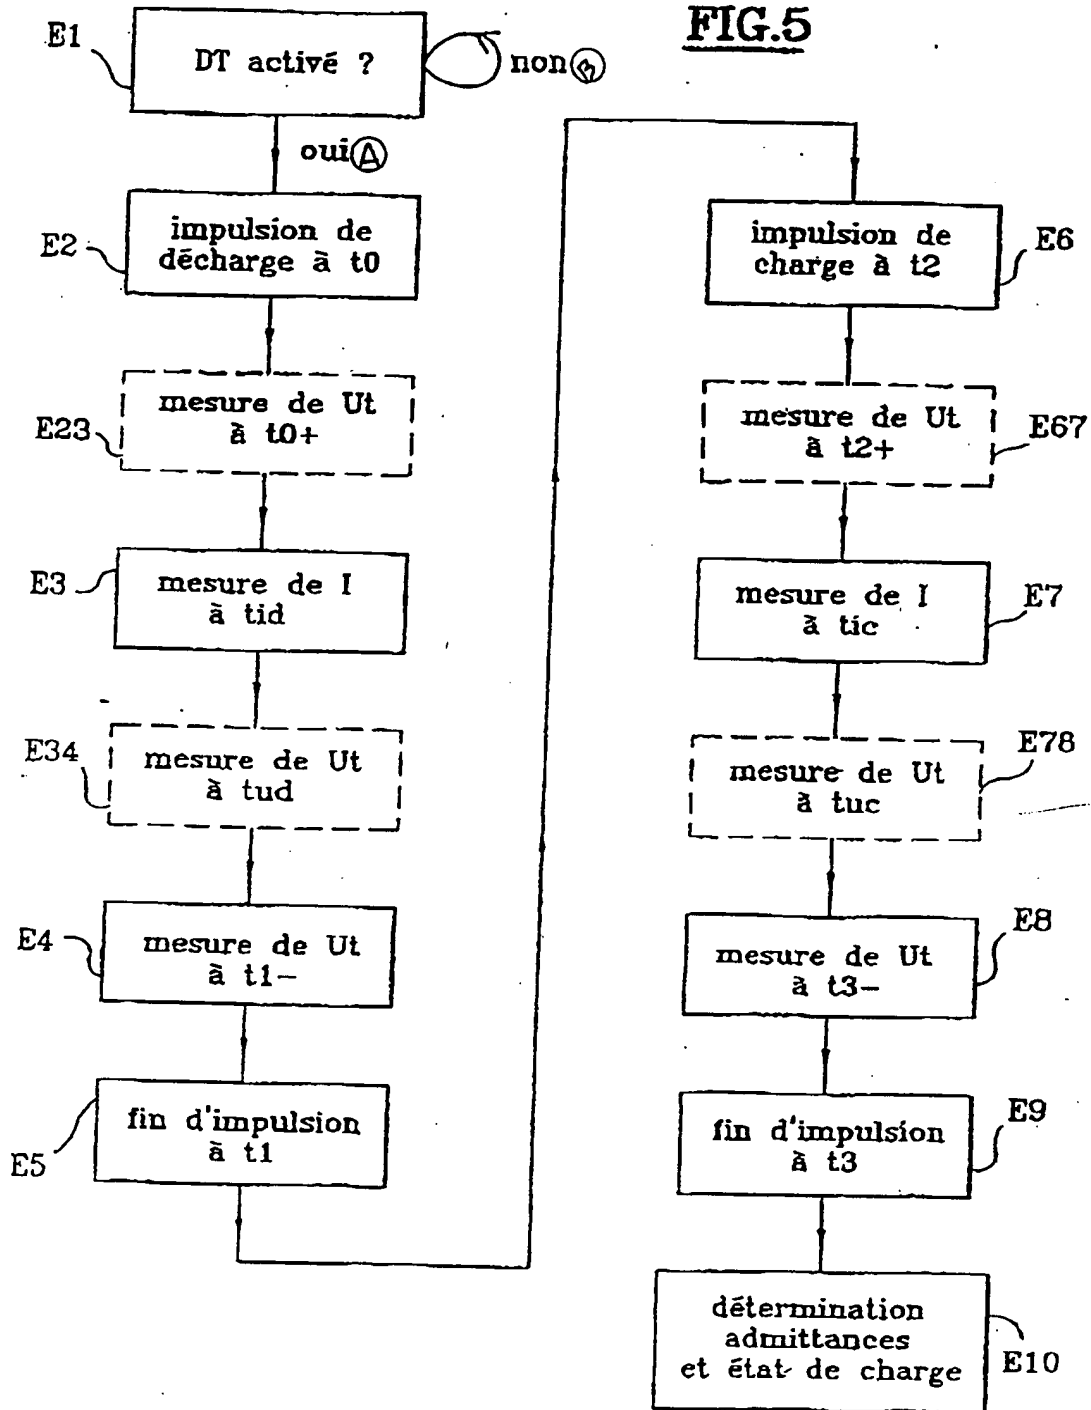 FIG.5
E1
DT activé ?
non Ⓑ
oui Ⓐ
E2
impulsion de
décharge à t0
E23
mesure de Ut
à t0+
E3
mesure de I
à tid
E34
mesure de Ut
à tud
E4
mesure de Ut
à t1-
E5
fin d'impulsion
à t1
E6
impulsion de
charge à t2
E67
mesure de Ut
à t2+
E7
mesure de I
à tic
E78
mesure de Ut
à tuc
E8
mesure de Ut
à t3-
E9
fin d'impulsion
à t3
E10
détermination
admittances
et état de charge